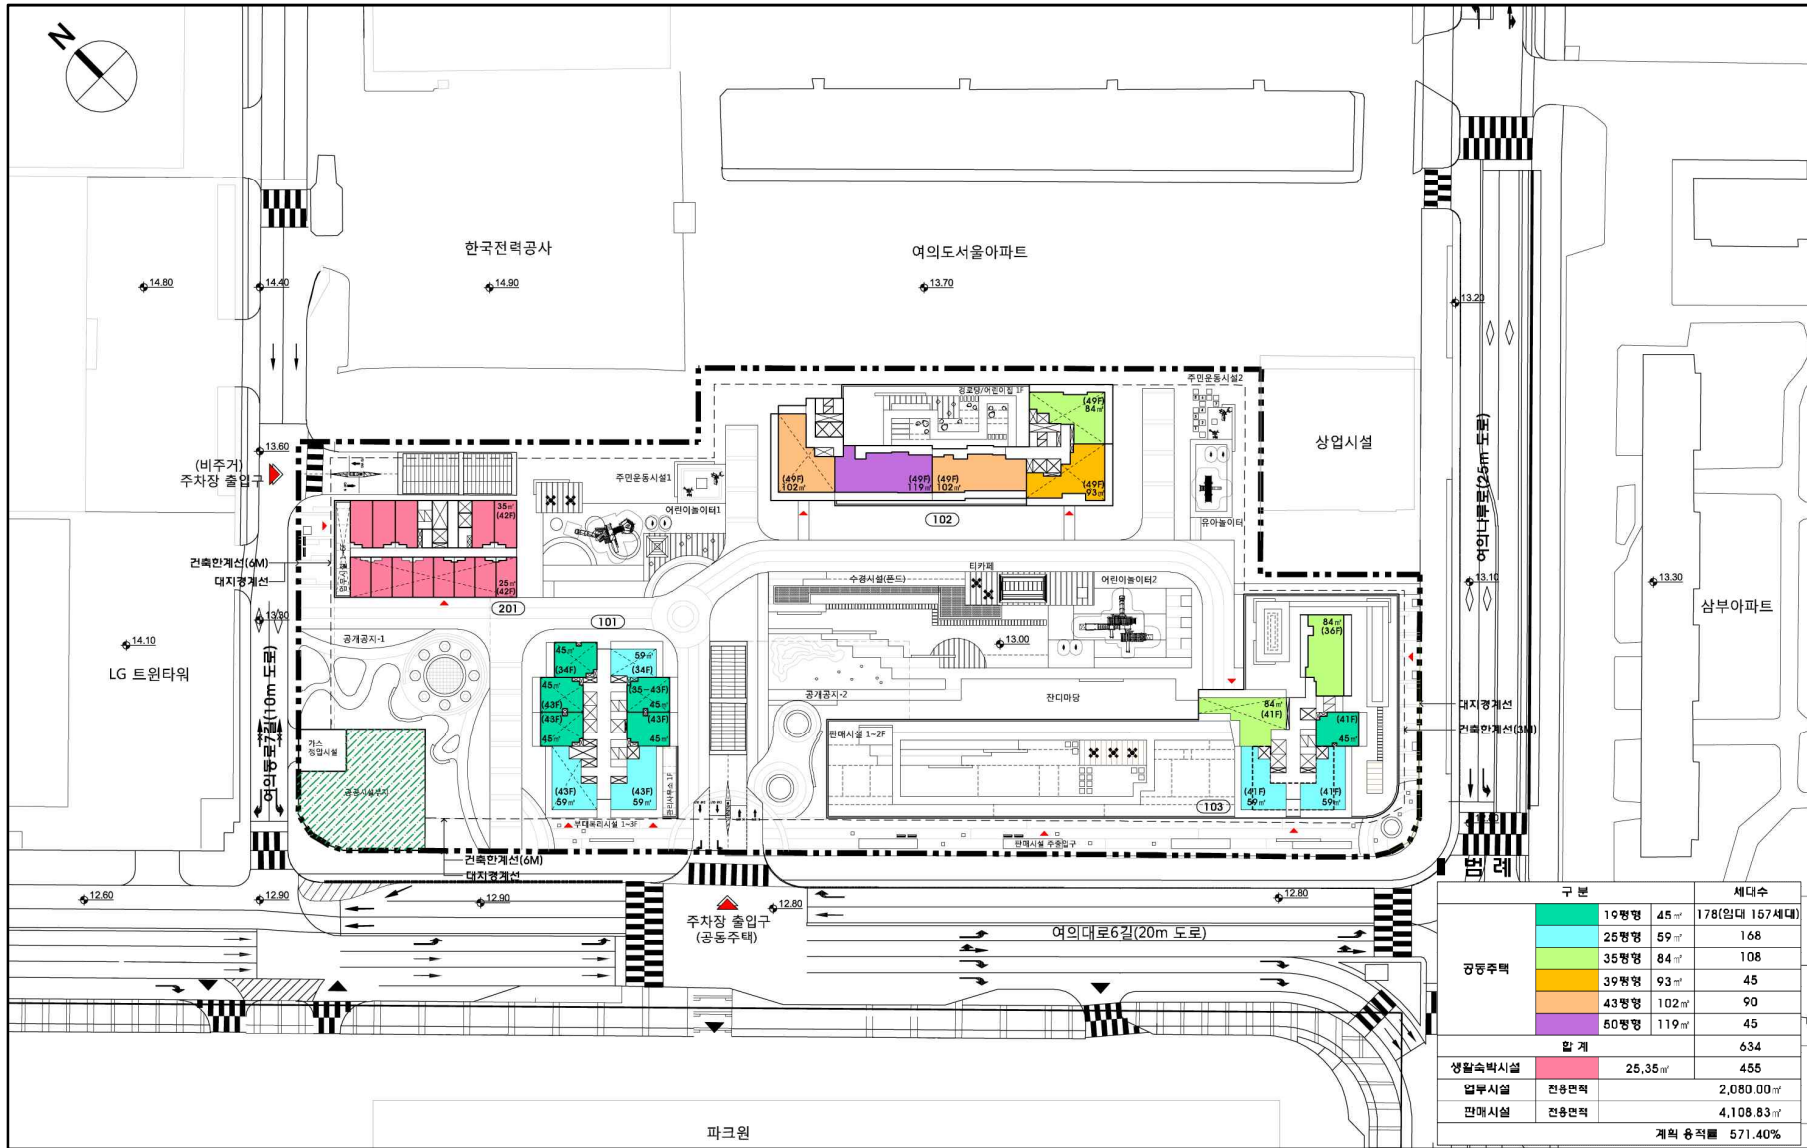 N
한국전력공사
여의도서울아파트
14.80
14.40
14.90
13.70
13.20
주민운동시설2
경로당/어린이집 1F
(49F)
84㎡
상업시설
여의나루로(25m 도로)
13.60
(비주거)
주차장 출입구
주민운동시설1
어린이놀이터1
(49F)
102㎡
(49F)
119㎡
(49F)
102㎡
(49F)
93㎡
유아놀이터
102
35㎡
(42F)
25㎡
(42F)
건축한계선(6M)
대지경계선
201
101
티카페
수경시설(폰드)
어린이놀이터2
13.10
13.30
삼부아파트
13.30
14.10
LG 트윈타워
여의동로7길(10m 도로)
공개공지-1
13.00
84㎡
(36F)
45㎡
(34F)
59㎡
(34F)
45㎡
(43F)
(35~43F)
45㎡
(43F)
45㎡
(43F)
45㎡
(43F)
59㎡
(43F)
59㎡
공개공지-2
잔디마당
84㎡
(41F)
(41F)
45㎡
대지경계선
건축한계선(3M)
판매시설 1~2F
가스
정압시설
공공시설부지
관리사무소 1F
103
(41F)
59㎡
(41F)
59㎡
부대복리시설 1~3F
판매시설 주출입구
건축한계선(6M)
대지경계선
12.60
12.90
12.90
12.80
12.80
주차장 출입구
(공동주택)
여의대로6길(20m 도로)
파크원
범 례
구 분 세대수
공동주택
19평형 45㎡ 178(임대 157세대)
25평형 59㎡ 168
35평형 84㎡ 108
39평형 93㎡ 45
43평형 102㎡ 90
50평형 119㎡ 45
합 계 634
생활숙박시설 25,35㎡ 455
업무시설 전용면적 2,080.00㎡
판매시설 전용면적 4,108.83㎡
계획 용적률 571.40%